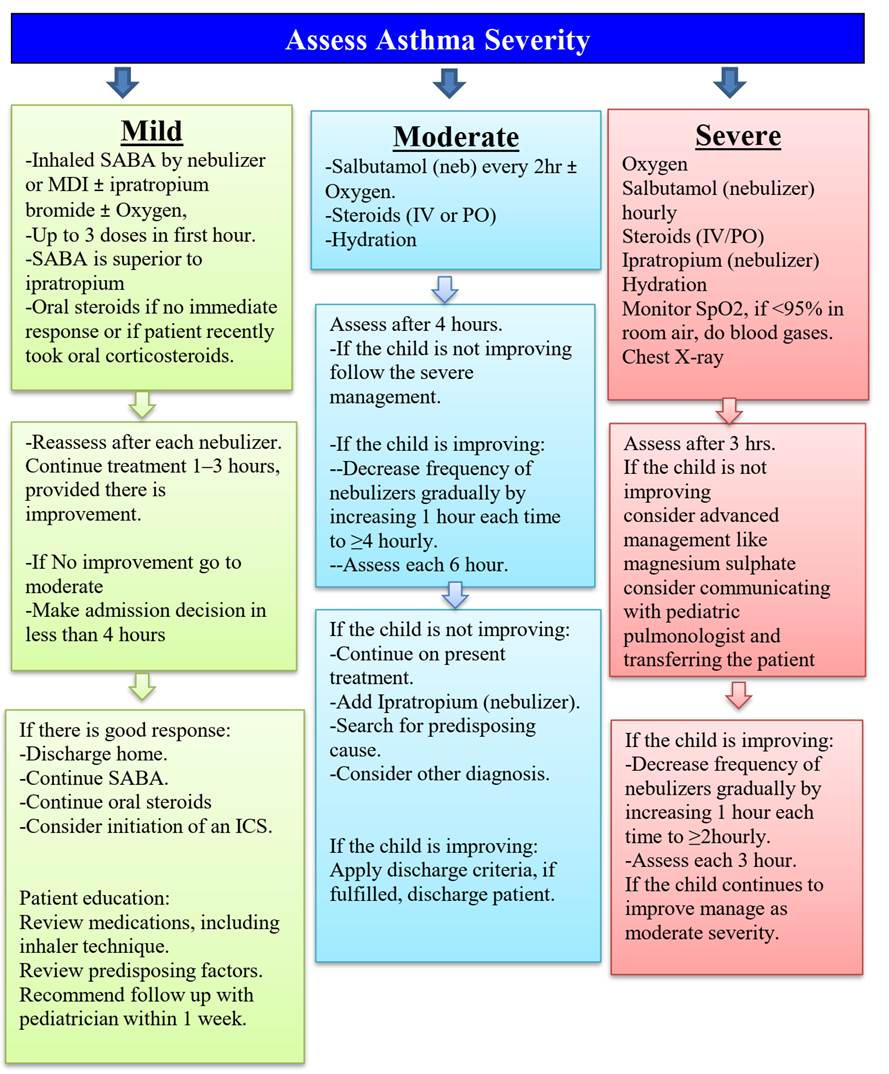 Assess Asthma Severity
Mild
-Inhaled SABA by nebulizer
or MDI ± ipratropium
bromide ± Oxygen,
-Up to 3 doses in first hour.
-SABA is superior to
ipratropium
-Oral steroids if no immediate
response or if patient recently
took oral corticosteroids.
-Reassess after each nebulizer.
Continue treatment 1–3 hours,
provided there is
improvement.
-If No improvement go to
moderate
-Make admission decision in
less than 4 hours
If there is good response:
-Discharge home.
-Continue SABA.
-Continue oral steroids
-Consider initiation of an ICS.
Patient education:
Review medications, including
inhaler technique.
Review predisposing factors.
Recommend follow up with
pediatrician within 1 week.
Moderate
-Salbutamol (neb) every 2hr ±
Oxygen.
-Steroids (IV or PO)
-Hydration
Assess after 4 hours.
-If the child is not improving
follow the severe
management.
-If the child is improving:
--Decrease frequency of
nebulizers gradually by
increasing 1 hour each time
to ≥4 hourly.
--Assess each 6 hour.
If the child is not improving:
-Continue on present
treatment.
-Add Ipratropium (nebulizer).
-Search for predisposing
cause.
-Consider other diagnosis.
If the child is improving:
Apply discharge criteria, if
fulfilled, discharge patient.
Severe
Oxygen
Salbutamol (nebulizer)
hourly
Steroids (IV/PO)
Ipratropium (nebulizer)
Hydration
Monitor SpO2, if <95% in
room air, do blood gases.
Chest X-ray
Assess after 3 hrs.
If the child is not
improving
consider advanced
management like
magnesium sulphate
consider communicating
with pediatric
pulmonologist and
transferring the patient
If the child is improving:
-Decrease frequency of
nebulizers gradually by
increasing 1 hour each
time to ≥2hourly.
-Assess each 3 hour.
If the child continues to
improve manage as
moderate severity.